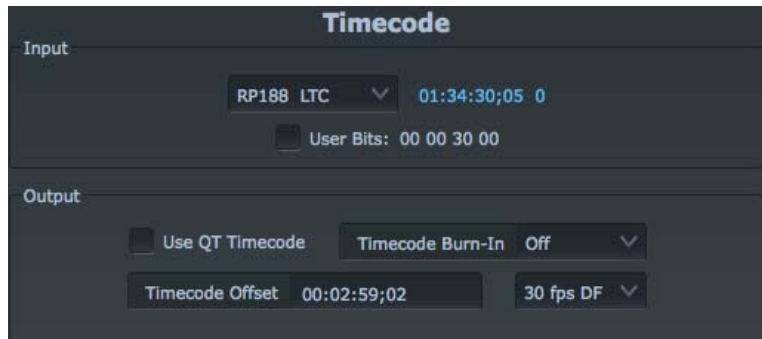 Timecode
Input
RP188 LTC 01:34:30;05 0
User Bits: 00 00 30 00
Output
Use QT Timecode Timecode Burn-In Off
Timecode Offset 00:02:59;02 30 fps DF